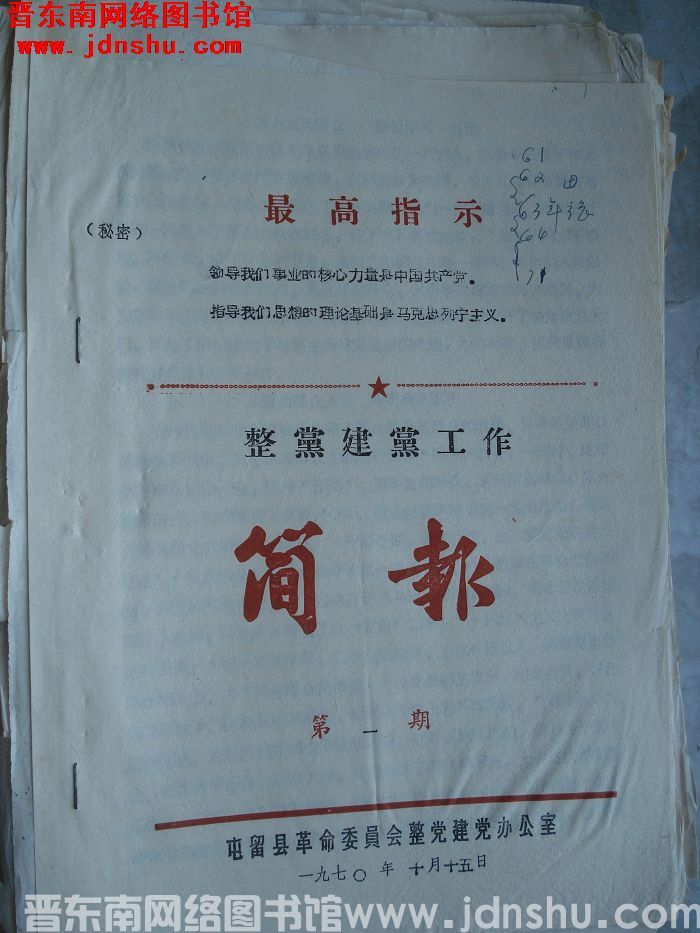 晋东南网络图书馆
www.jdnshu.com
61
62
63年
64
71
最高指示
（秘密）
领导我们事业的核心力量是中国共产党。
指导我们思想的理论基础是马克思列宁主义。
整黨建黨工作
简報
第一期
屯留县革命委員会整党建党办公室
一九七〇年十月十五日
晋东南网络图书馆www.jdnshu.com